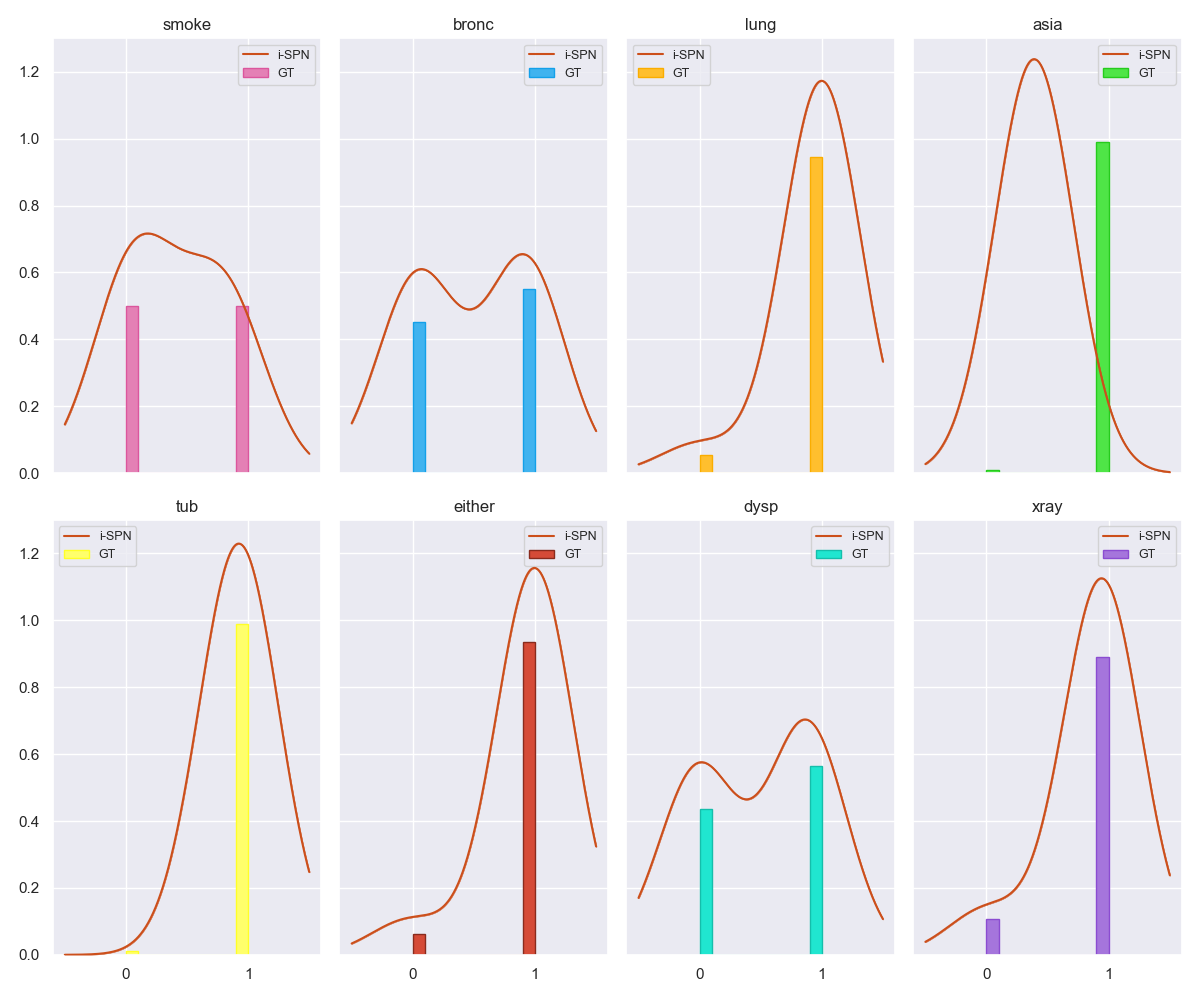 smoke
bronc
lung
asia
i-SPN
GT
i-SPN
GT
i-SPN
GT
i-SPN
GT
1.2
1.0
0.8
0.6
0.4
0.2
0.0
tub
either
dysp
xray
i-SPN
GT
i-SPN
GT
i-SPN
GT
i-SPN
GT
1.2
1.0
0.8
0.6
0.4
0.2
0.0
0 1
0 1
0 1
0 1